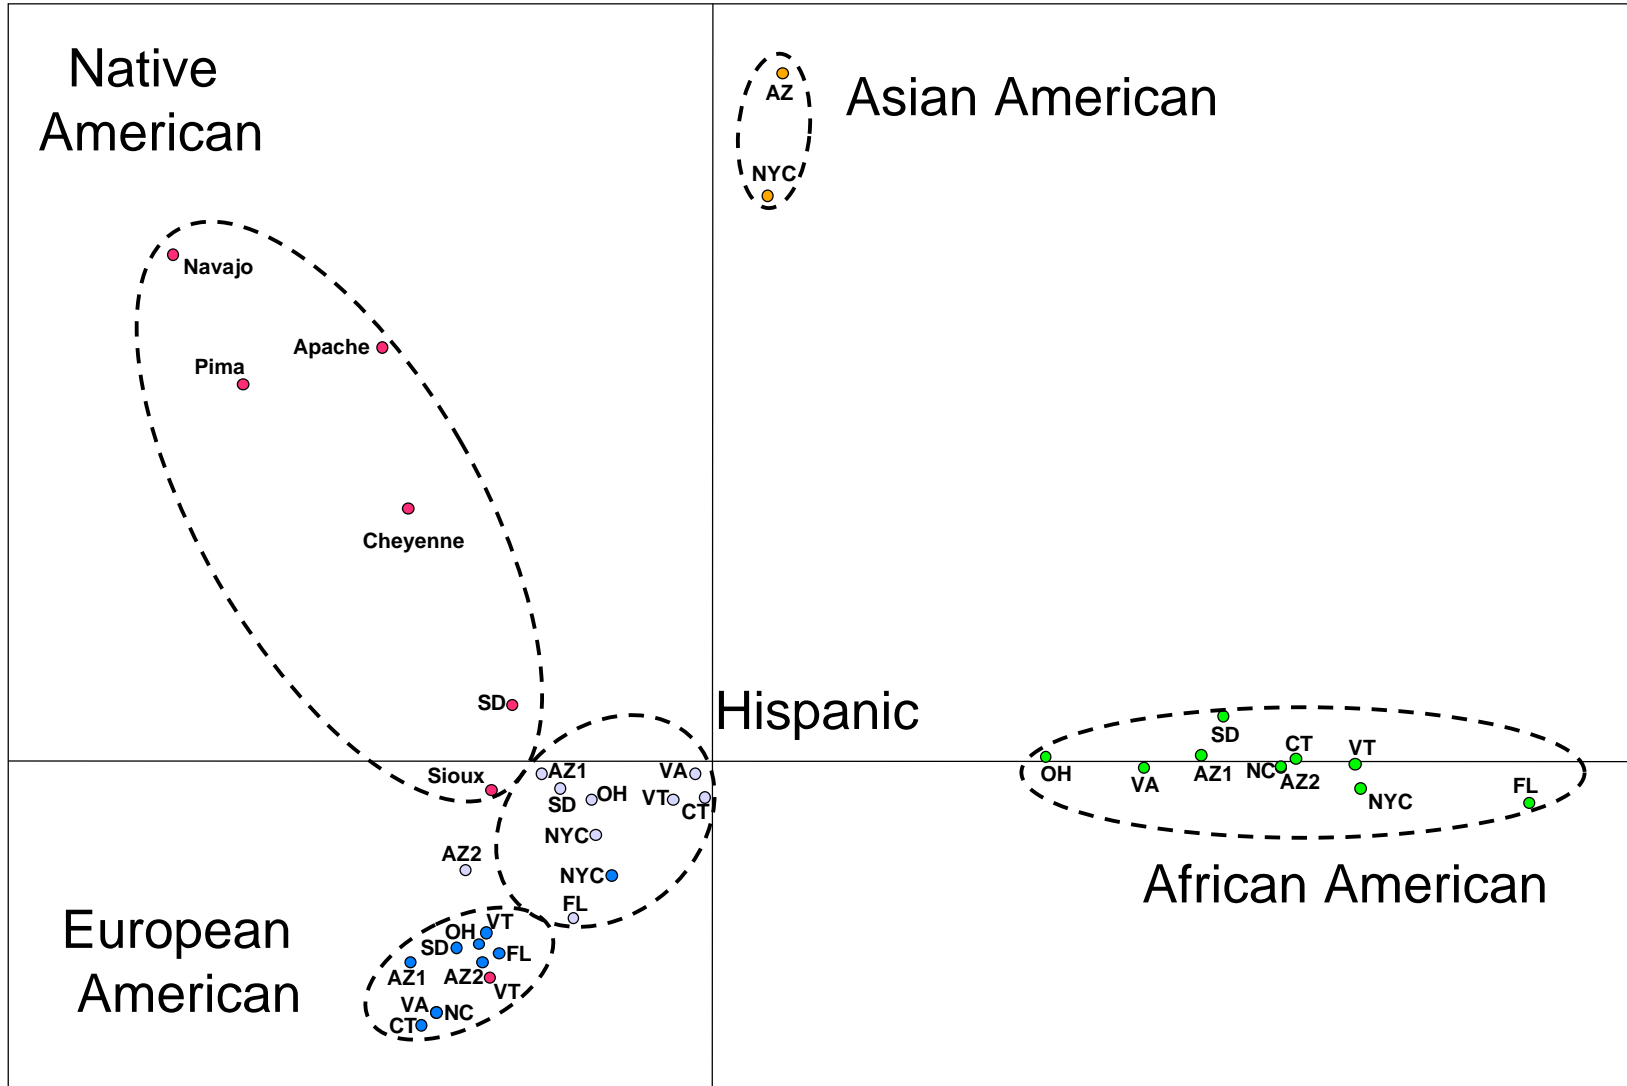 Native
American
Asian American
AZ
NYC
Navajo
Apache
Pima
Cheyenne
SD
Hispanic
Sioux
AZ1
VA
SD
OH
VT
CT
NYC
AZ2
NYC
FL
SD
CT
VT
OH
VA
AZ1
NC
AZ2
NYC
FL
African American
European
American
VT
OH
SD
FL
AZ1
AZ2
VT
VA
NC
CT